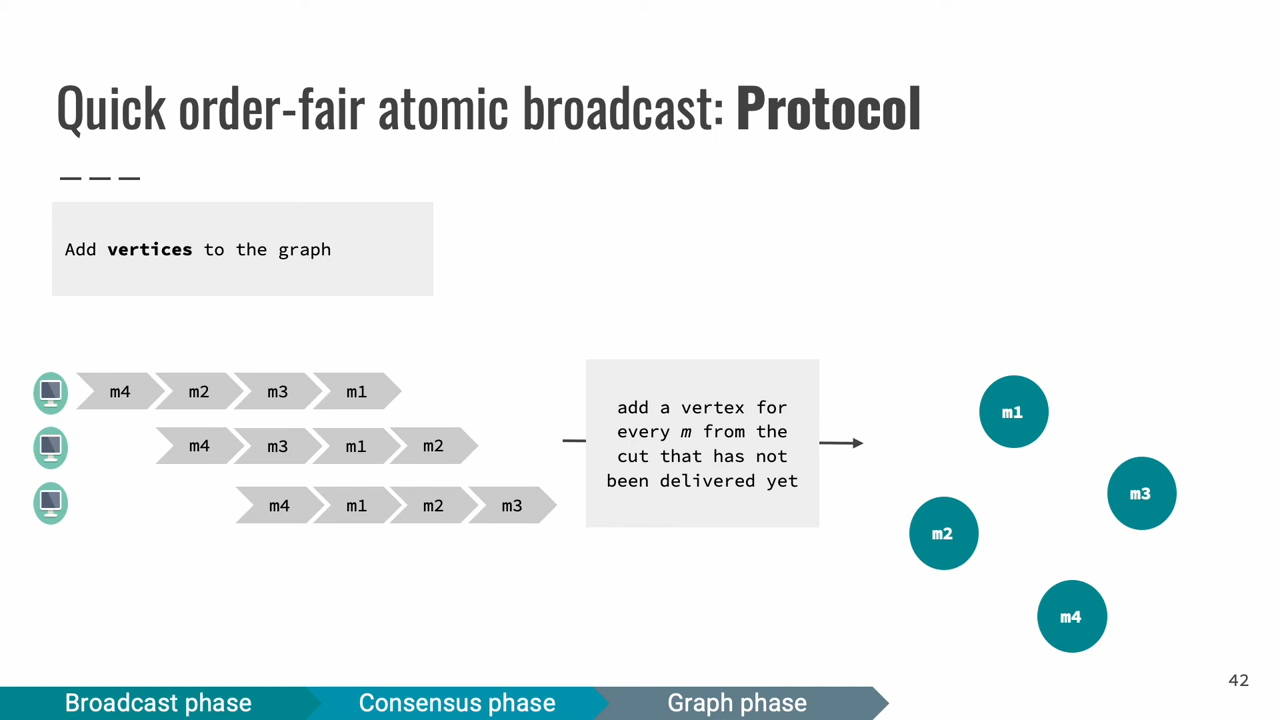 Quick order-fair atomic broadcast: Protocol
Add vertices to the graph
m4 m2 m3 m1
m4 m3 m1 m2
m4 m1 m2 m3
add a vertex for
every m from the
cut that has not
been delivered yet
m1
m3
m2
m4
42
Broadcast phase Consensus phase Graph phase